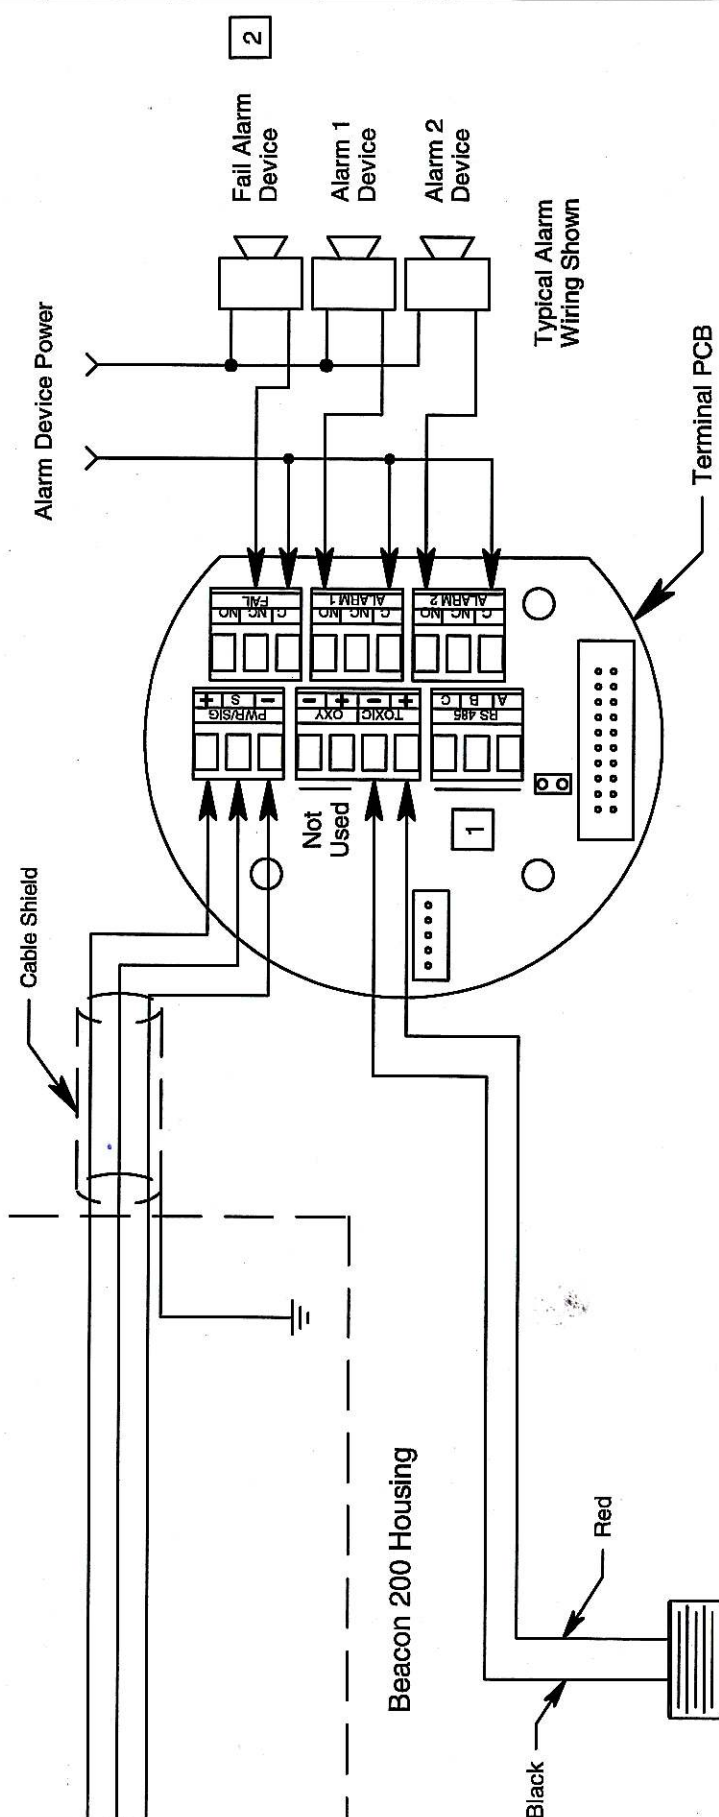 2
Fail Alarm
Device
Alarm 1
Device
Alarm 2
Device
Typical Alarm
Wiring Shown
Alarm Device Power
Terminal PCB
FAIL
C NC NO
ALARM 1
C NC NO
ALARM 2
C NC NO
+ S -
PWR/SIG
- + - +
OXY TOXIC
A B C
RS 485
Not
Used
1
Cable Shield
Beacon 200 Housing
Red
Black